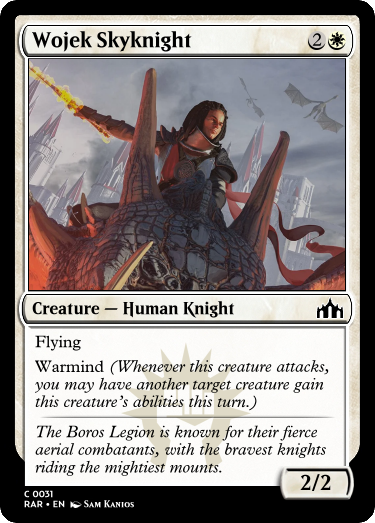 Wojek Skyknight 2
Creature — Human Knight
Flying
Warmind (Whenever this creature attacks,
you may have another target creature gain
this creature's abilities this turn.)
The Boros Legion is known for their fierce
aerial combatants, with the bravest knights
riding the mightiest mounts.
2/2
C 0031
RAR • EN Sam Kanios